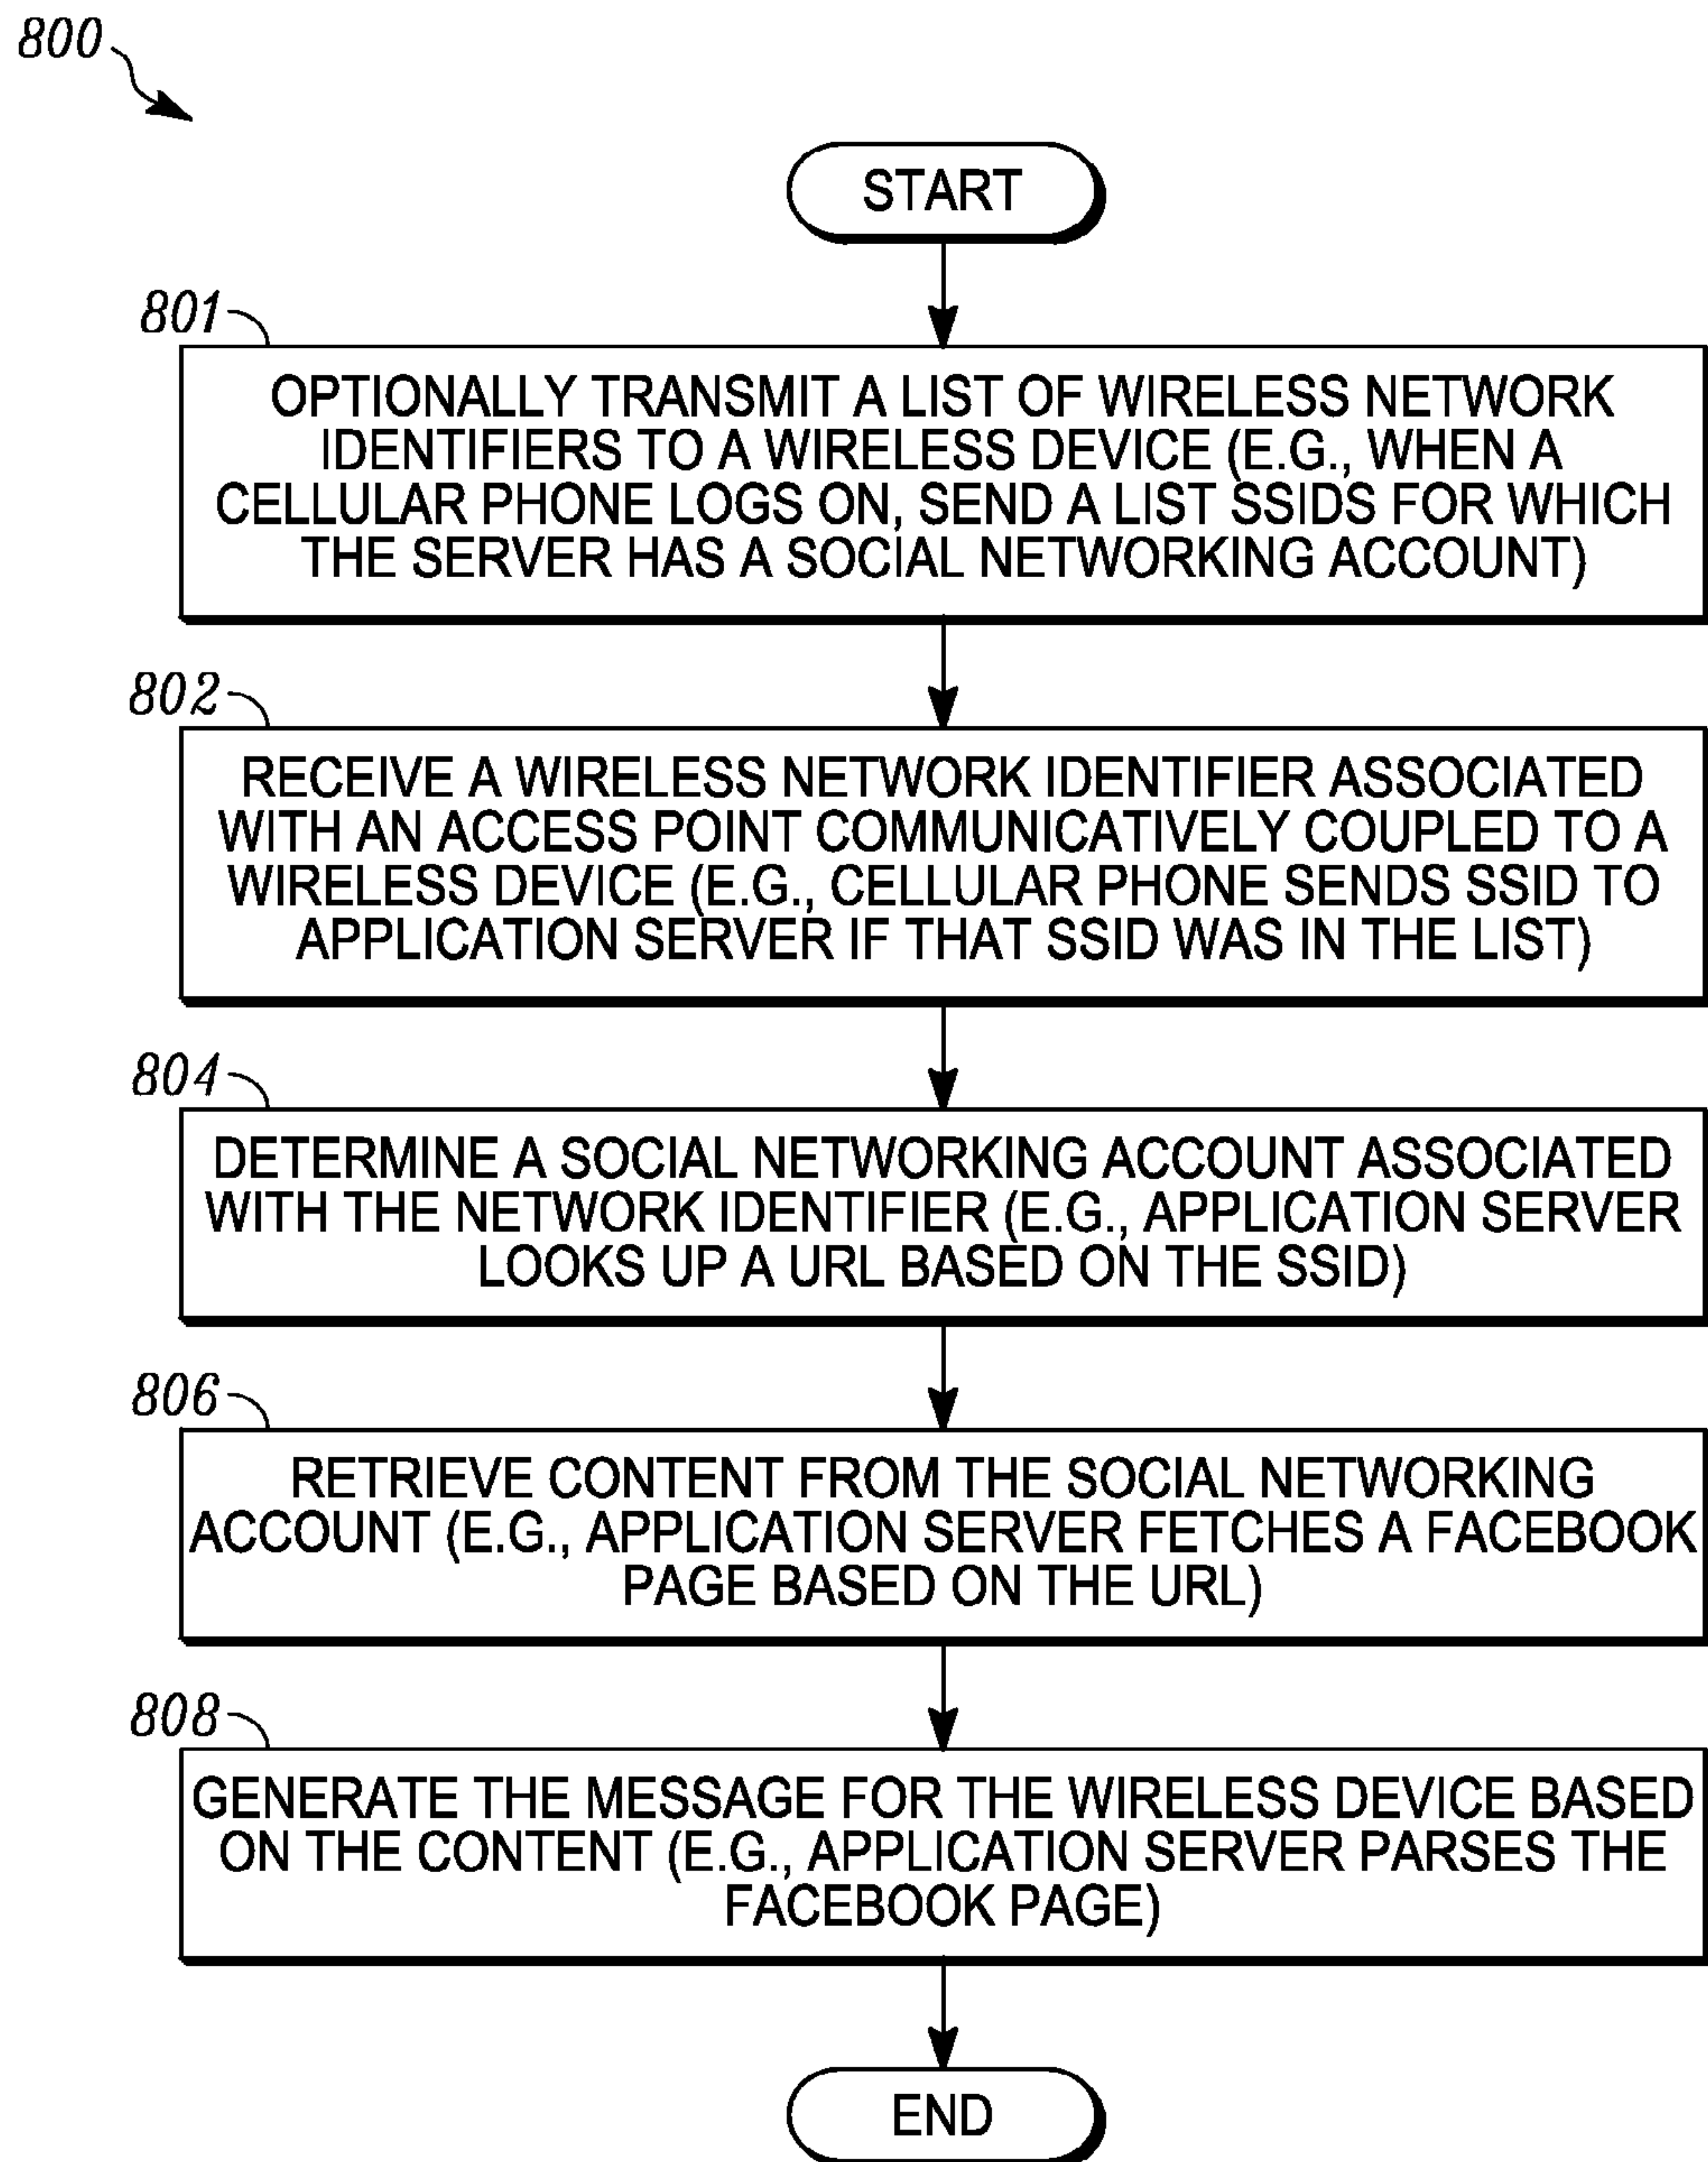 800
START
801
OPTIONALLY TRANSMIT A LIST OF WIRELESS NETWORK
IDENTIFIERS TO A WIRELESS DEVICE (E.G., WHEN A
CELLULAR PHONE LOGS ON, SEND A LIST SSIDS FOR WHICH
THE SERVER HAS A SOCIAL NETWORKING ACCOUNT)
802
RECEIVE A WIRELESS NETWORK IDENTIFIER ASSOCIATED
WITH AN ACCESS POINT COMMUNICATIVELY COUPLED TO A
WIRELESS DEVICE (E.G., CELLULAR PHONE SENDS SSID TO
APPLICATION SERVER IF THAT SSID WAS IN THE LIST)
804
DETERMINE A SOCIAL NETWORKING ACCOUNT ASSOCIATED
WITH THE NETWORK IDENTIFIER (E.G., APPLICATION SERVER
LOOKS UP A URL BASED ON THE SSID)
806
RETRIEVE CONTENT FROM THE SOCIAL NETWORKING
ACCOUNT (E.G., APPLICATION SERVER FETCHES A FACEBOOK
PAGE BASED ON THE URL)
808
GENERATE THE MESSAGE FOR THE WIRELESS DEVICE BASED
ON THE CONTENT (E.G., APPLICATION SERVER PARSES THE
FACEBOOK PAGE)
END